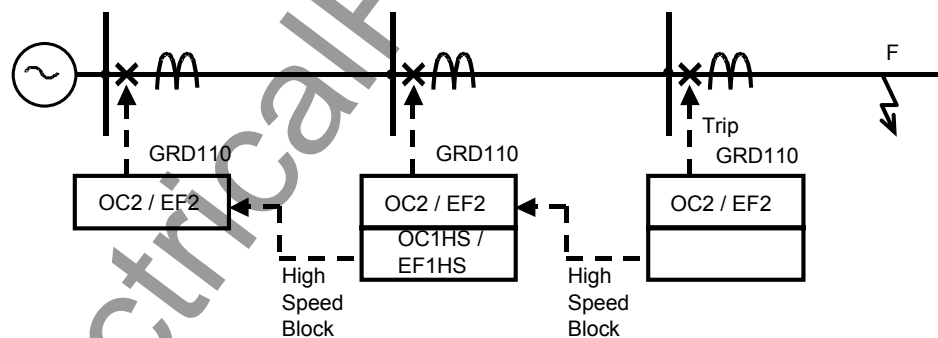 F
Trip
GRD110
GRD110
GRD110
OC2 / EF2
OC2 / EF2
OC2 / EF2
OC1HS /
EF1HS
High
Speed
Block
High
Speed
Block